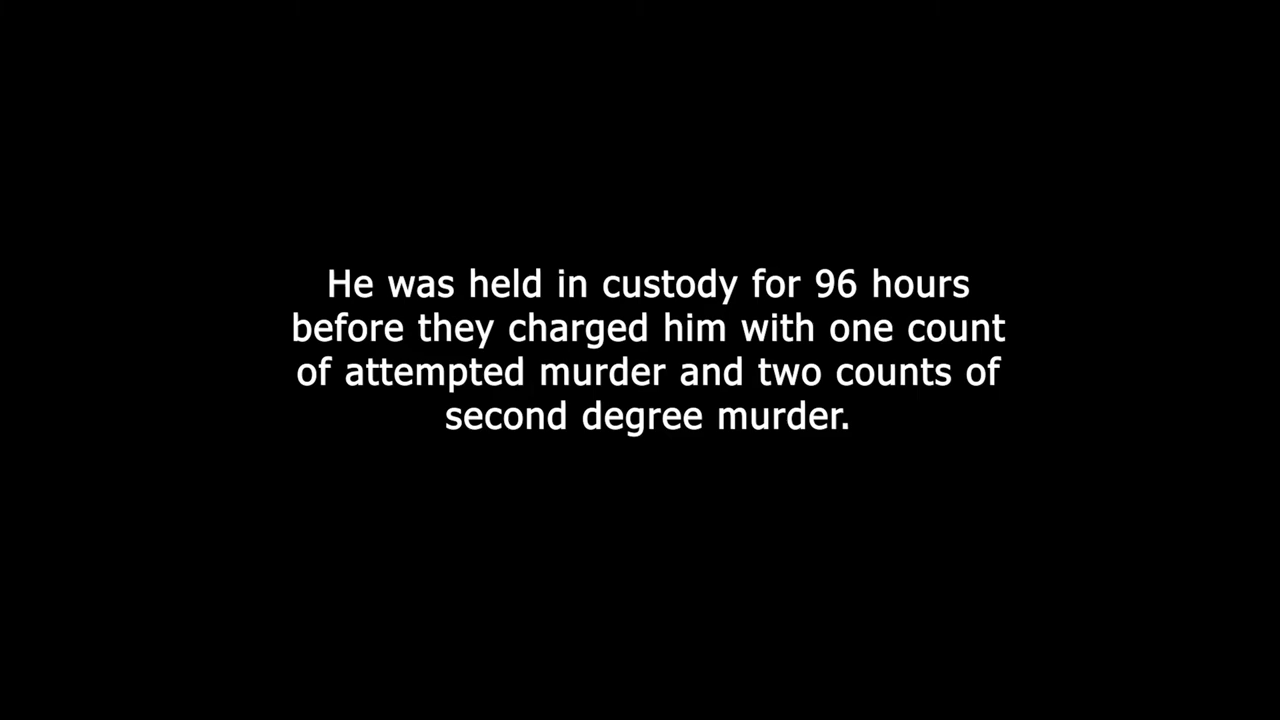 He was held in custody for 96 hours
before they charged him with one count
of attempted murder and two counts of
second degree murder.